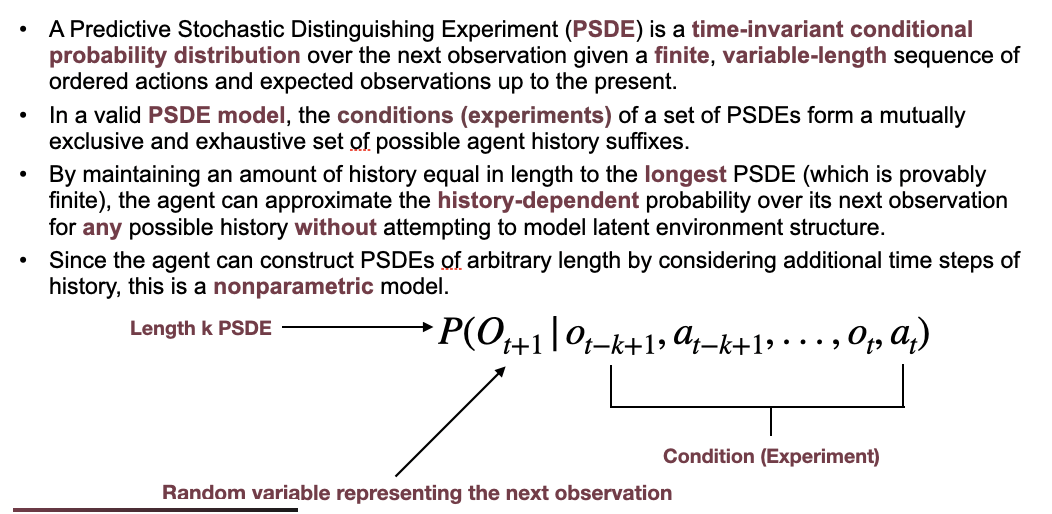 • A Predictive Stochastic Distinguishing Experiment (PSDE) is a time-invariant conditional
probability distribution over the next observation given a finite, variable-length sequence of
ordered actions and expected observations up to the present.
• In a valid PSDE model, the conditions (experiments) of a set of PSDEs form a mutually
exclusive and exhaustive set of possible agent history suffixes.
• By maintaining an amount of history equal in length to the longest PSDE (which is provably
finite), the agent can approximate the history-dependent probability over its next observation
for any possible history without attempting to model latent environment structure.
• Since the agent can construct PSDEs of arbitrary length by considering additional time steps of
history, this is a nonparametric model.
Length k PSDE P(O_{t+1} | o_{t−k+1}, a_{t−k+1}, . . . , o_t, a_t)
Condition (Experiment)
Random variable representing the next observation